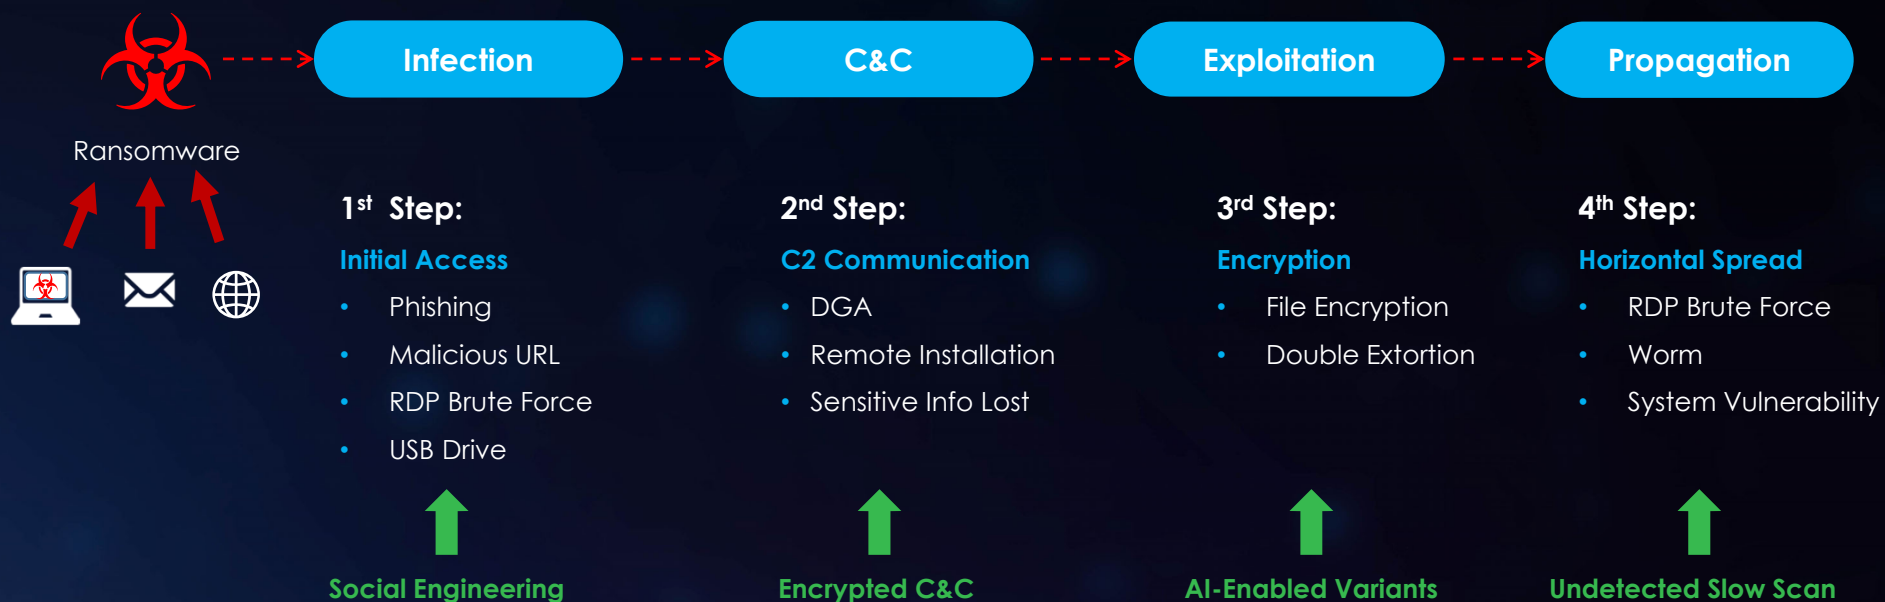 Infection
C&C
Exploitation
Propagation
Ransomware
1st Step:
Initial Access
• Phishing
• Malicious URL
• RDP Brute Force
• USB Drive
Social Engineering
2nd Step:
C2 Communication
• DGA
• Remote Installation
• Sensitive Info Lost
Encrypted C&C
3rd Step:
Encryption
• File Encryption
• Double Extortion
AI-Enabled Variants
4th Step:
Horizontal Spread
• RDP Brute Force
• Worm
• System Vulnerability
Undetected Slow Scan